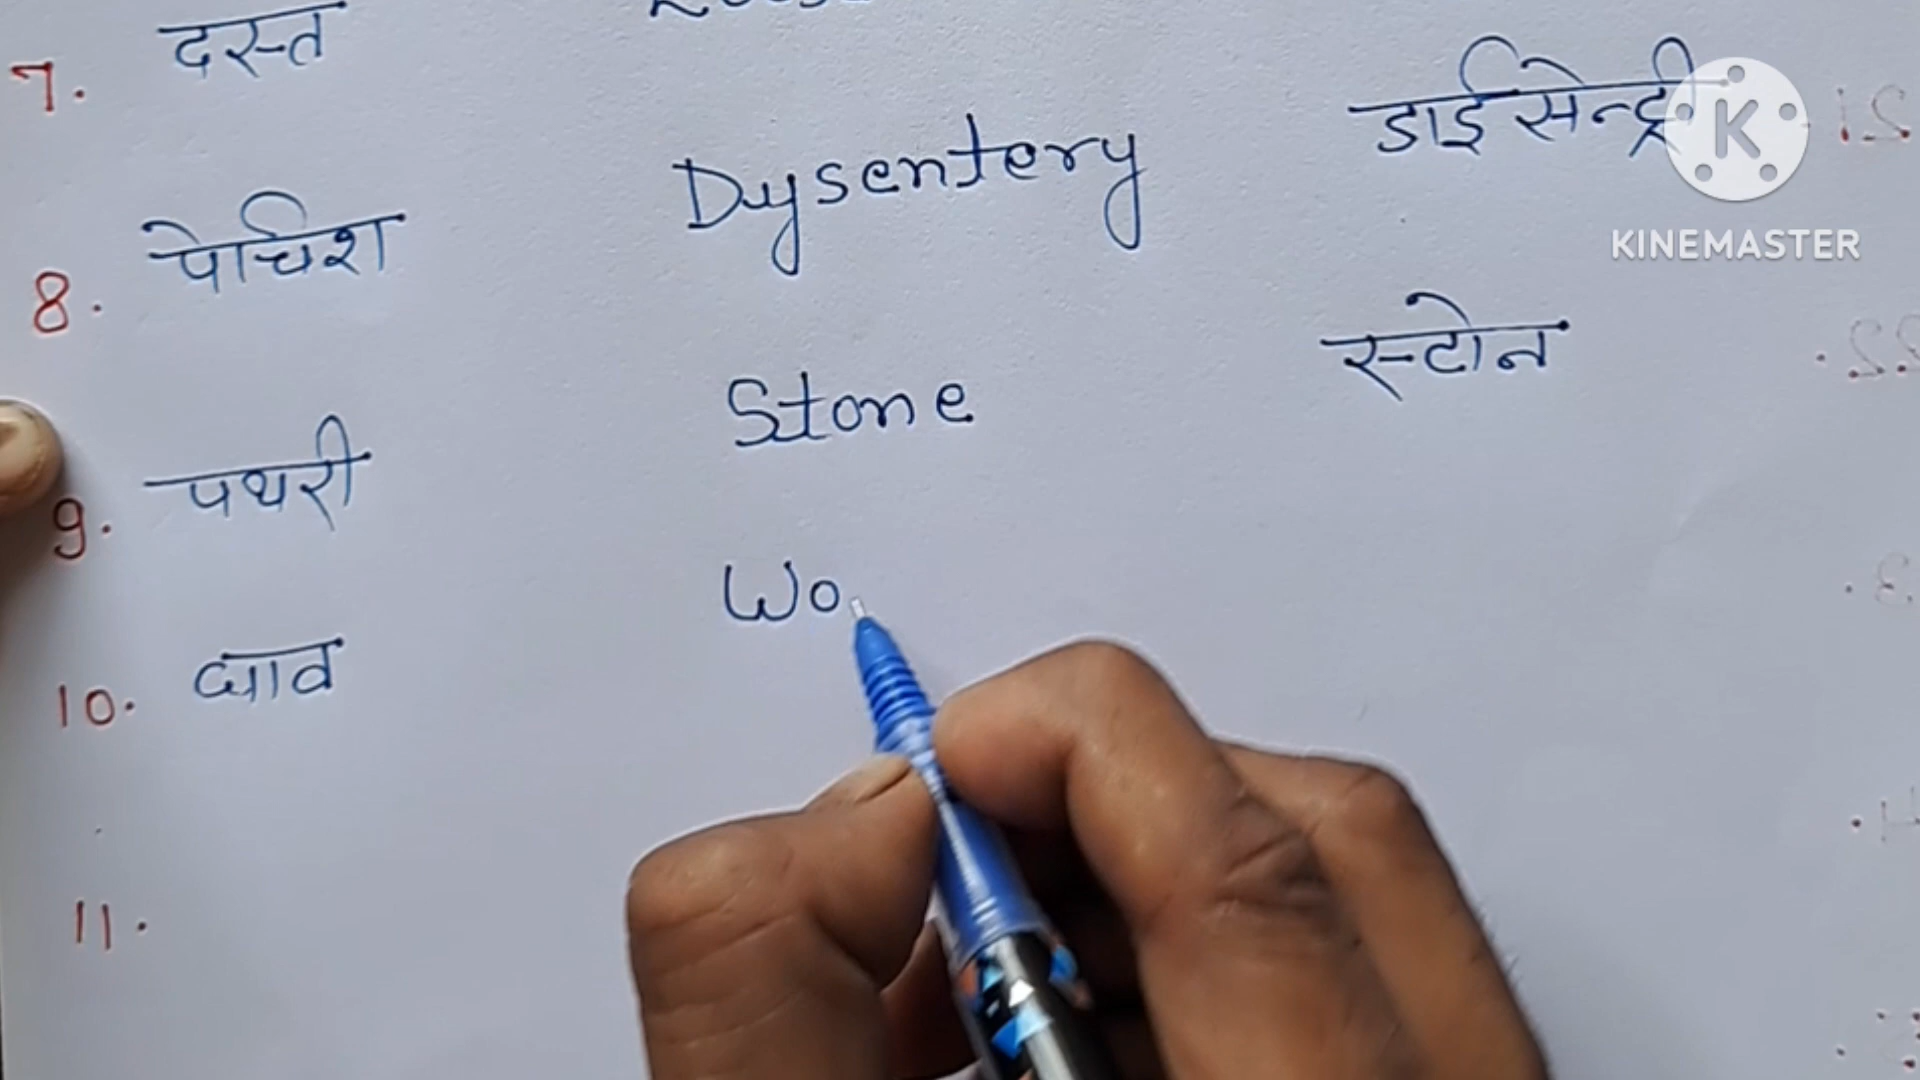 7. दस्त
8. पेचिश Dysentery डाईसेन्ट्री
9. पथरी Stone स्टोन
10. घाव Wo
11.
KINEMASTER